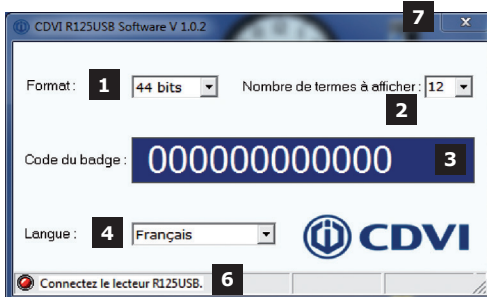 CDVI R125USB Software V 1.0.2 7 x
Format : 1 44 bits Nombre de termes à afficher : 12
2
Code du badge : 000000000000 3
Langue : 4 Français CDVI
Connectez le lecteur R125USB. 6